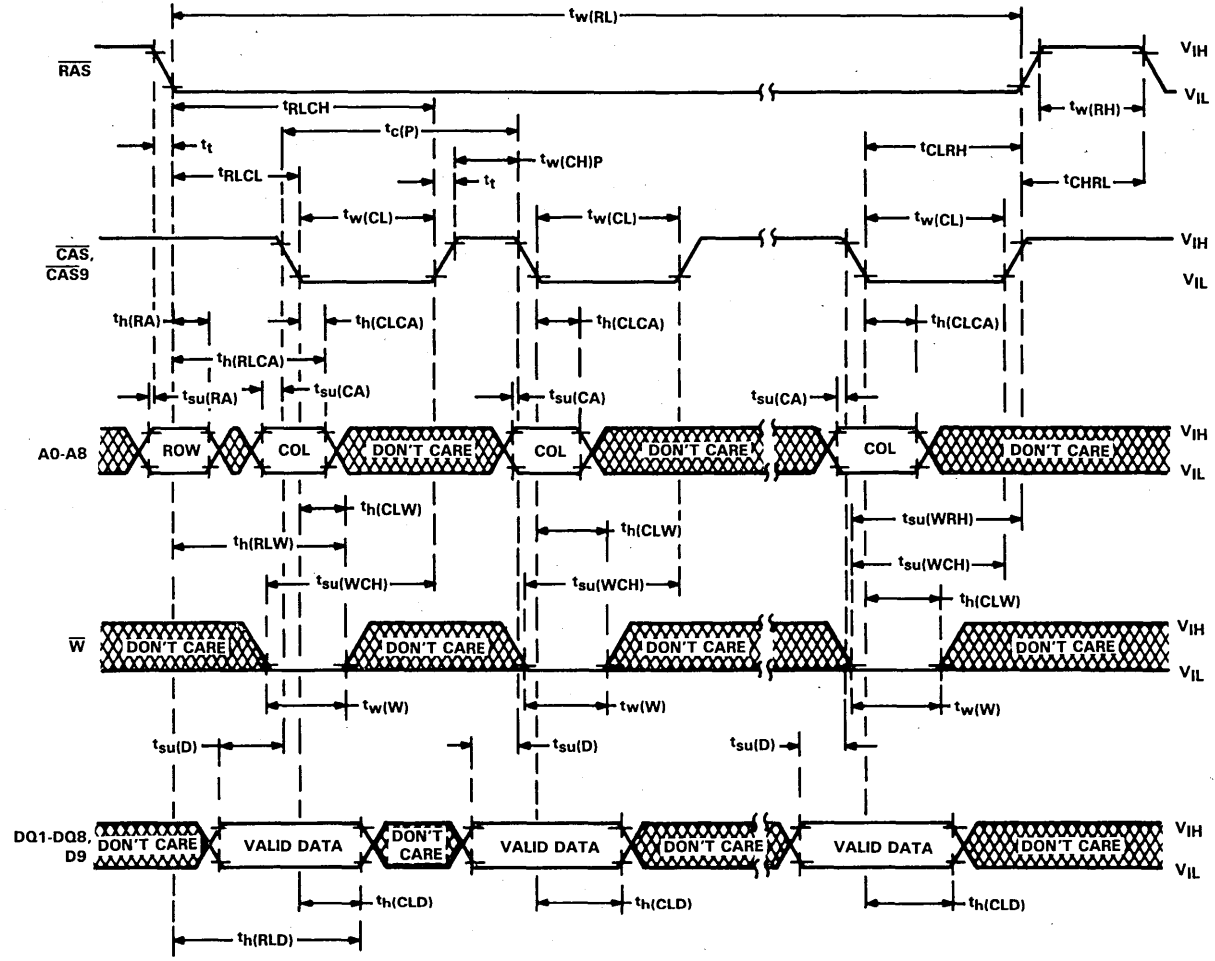 tw(RL)
RAS
VIH
VIL
tRLCH
tw(RH)
tc(P)
tt
tCLRH
tw(CH)P
tRLCL
tt
tCHRL
tw(CL)
tw(CL)
tw(CL)
CAS,
CAS9
VIH
VIL
th(RA)
th(CLCA)
th(CLCA)
th(CLCA)
th(RLCA)
tsu(RA)
tsu(CA)
tsu(CA)
tsu(CA)
A0-A8
ROW
COL
DON'T CARE
COL
DON'T CARE
COL
DON'T CARE
VIH
VIL
th(CLW)
th(CLW)
tsu(WRH)
th(RLW)
tsu(WCH)
tsu(WCH)
tsu(WCH)
th(CLW)
W
DON'T CARE
DON'T CARE
DON'T CARE
DON'T CARE
VIH
VIL
tw(W)
tw(W)
tw(W)
tsu(D)
tsu(D)
tsu(D)
DQ1-DQ8,
D9
DON'T CARE
VALID DATA
DON'T
CARE
VALID DATA
DON'T CARE
VALID DATA
DON'T CARE
VIH
VIL
th(CLD)
th(CLD)
th(CLD)
th(RLD)